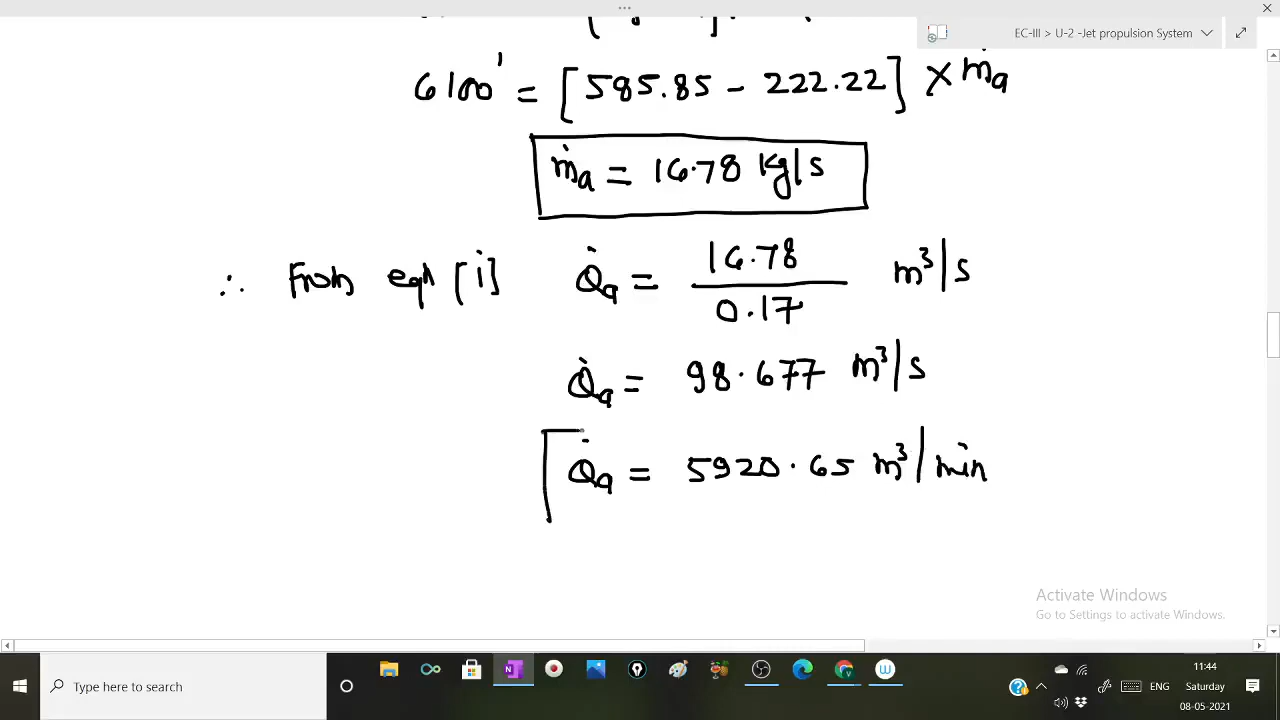 EC-III > U-2 -Jet propulsion System
6100 = [585.85 - 222.22] × ṁa
ṁa = 16.78 Kg/s
∴ From eqn [i] Q̇a = 16.78 / 0.17 m³/s
Q̇a = 98.677 m³/s
Q̇a = 5920.65 m³/min
Activate Windows
Go to Settings to activate Windows.
Type here to search
ENG
11:44
Saturday
08-05-2021